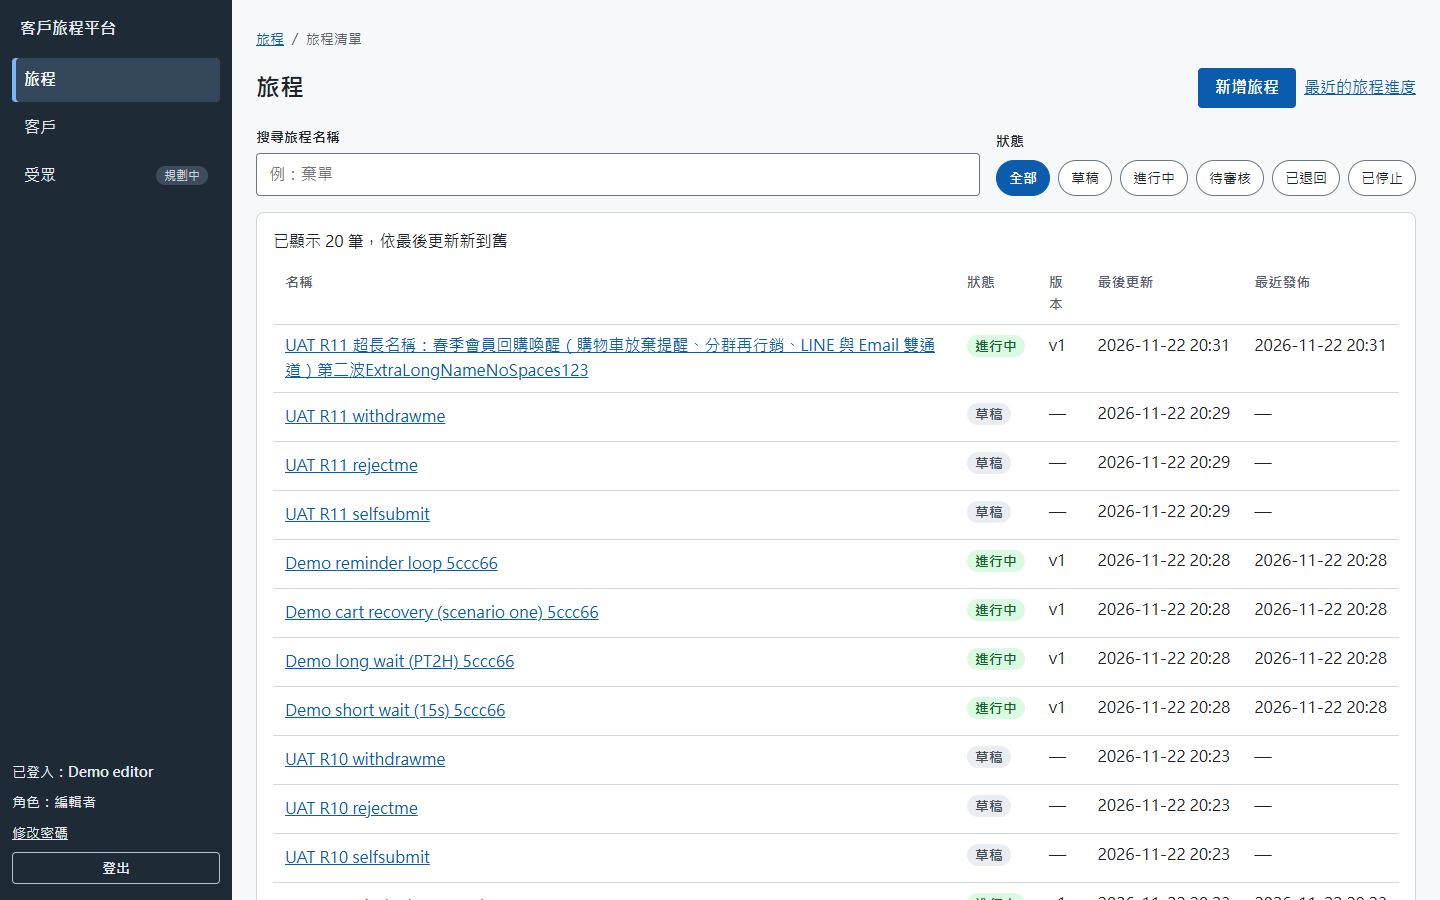 客戶旅程平台
旅程
客戶
受眾 規劃中
已登入：Demo editor
角色：編輯者
修改密碼
登出
旅程 / 旅程清單
旅程
新增旅程 最近的旅程進度
搜尋旅程名稱
例：棄單
狀態
全部 草稿 進行中 待審核 已退回 已停止
已顯示 20 筆，依最後更新新到舊
名稱 狀態 版本 最後更新 最近發佈
UAT R11 超長名稱：春季會員回購喚醒（購物車放棄提醒、分群再行銷、LINE 與 Email 雙通
道）第二波ExtraLongNameNoSpaces123 進行中 v1 2026-11-22 20:31 2026-11-22 20:31
UAT R11 withdrawme 草稿 — 2026-11-22 20:29 —
UAT R11 rejectme 草稿 — 2026-11-22 20:29 —
UAT R11 selfsubmit 草稿 — 2026-11-22 20:29 —
Demo reminder loop 5ccc66 進行中 v1 2026-11-22 20:28 2026-11-22 20:28
Demo cart recovery (scenario one) 5ccc66 進行中 v1 2026-11-22 20:28 2026-11-22 20:28
Demo long wait (PT2H) 5ccc66 進行中 v1 2026-11-22 20:28 2026-11-22 20:28
Demo short wait (15s) 5ccc66 進行中 v1 2026-11-22 20:28 2026-11-22 20:28
UAT R10 withdrawme 草稿 — 2026-11-22 20:23 —
UAT R10 rejectme 草稿 — 2026-11-22 20:23 —
UAT R10 selfsubmit 草稿 — 2026-11-22 20:23 —